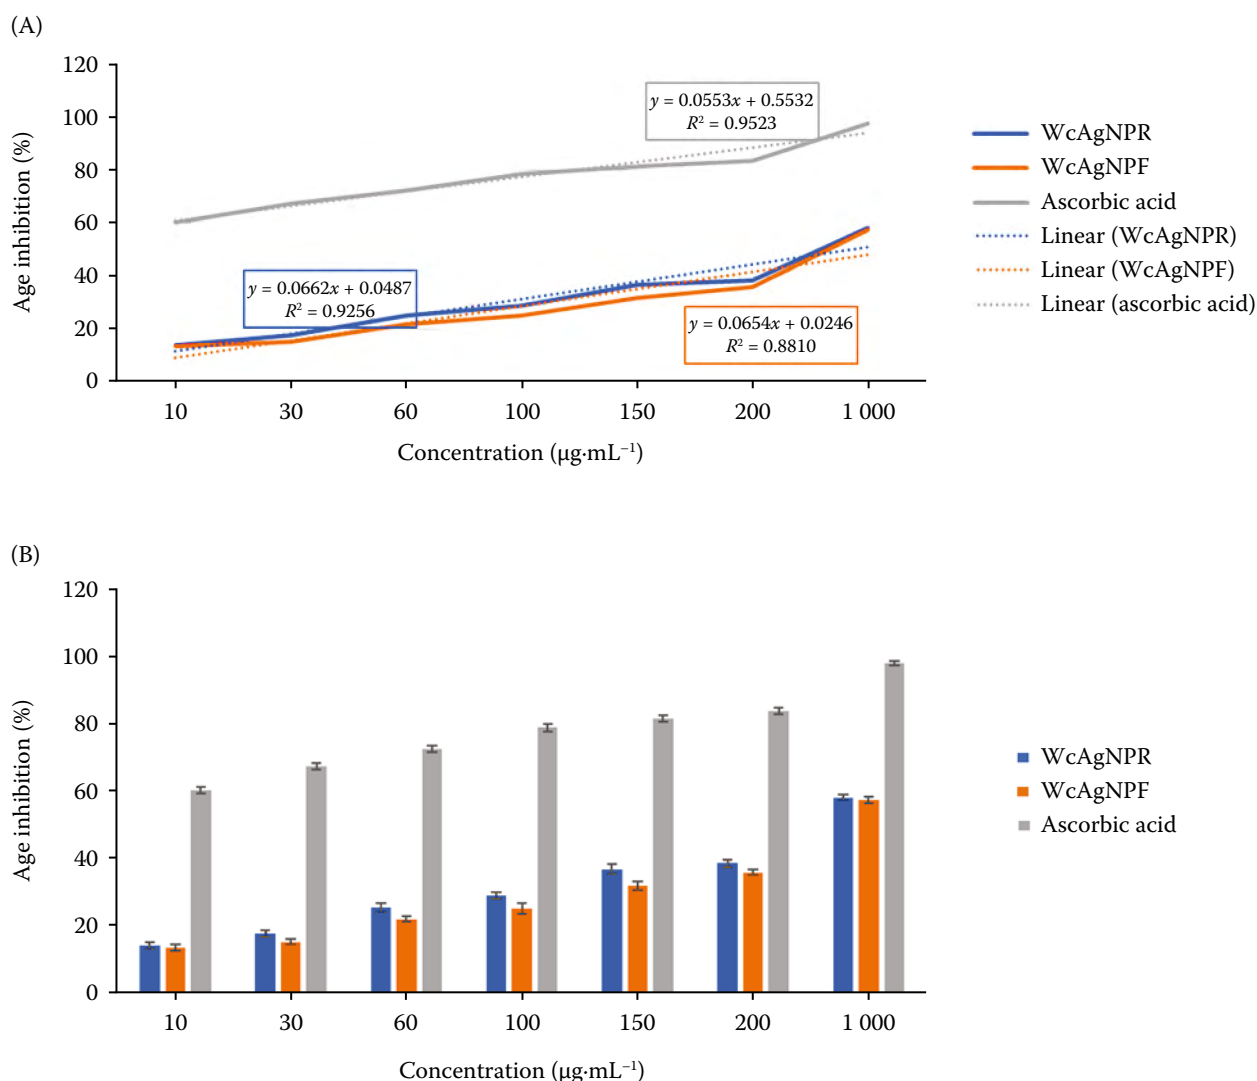 (A)
120
100
80
60
40
20
0
Age inhibition (%)
y = 0.0553x + 0.5532
R² = 0.9523
y = 0.0662x + 0.0487
R² = 0.9256
y = 0.0654x + 0.0246
R² = 0.8810
10 30 60 100 150 200 1 000
Concentration (µg·mL⁻¹)
WcAgNPR
WcAgNPF
Ascorbic acid
Linear (WcAgNPR)
Linear (WcAgNPF)
Linear (ascorbic acid)
(B)
120
100
80
60
40
20
0
Age inhibition (%)
10 30 60 100 150 200 1 000
Concentration (µg·mL⁻¹)
WcAgNPR
WcAgNPF
Ascorbic acid